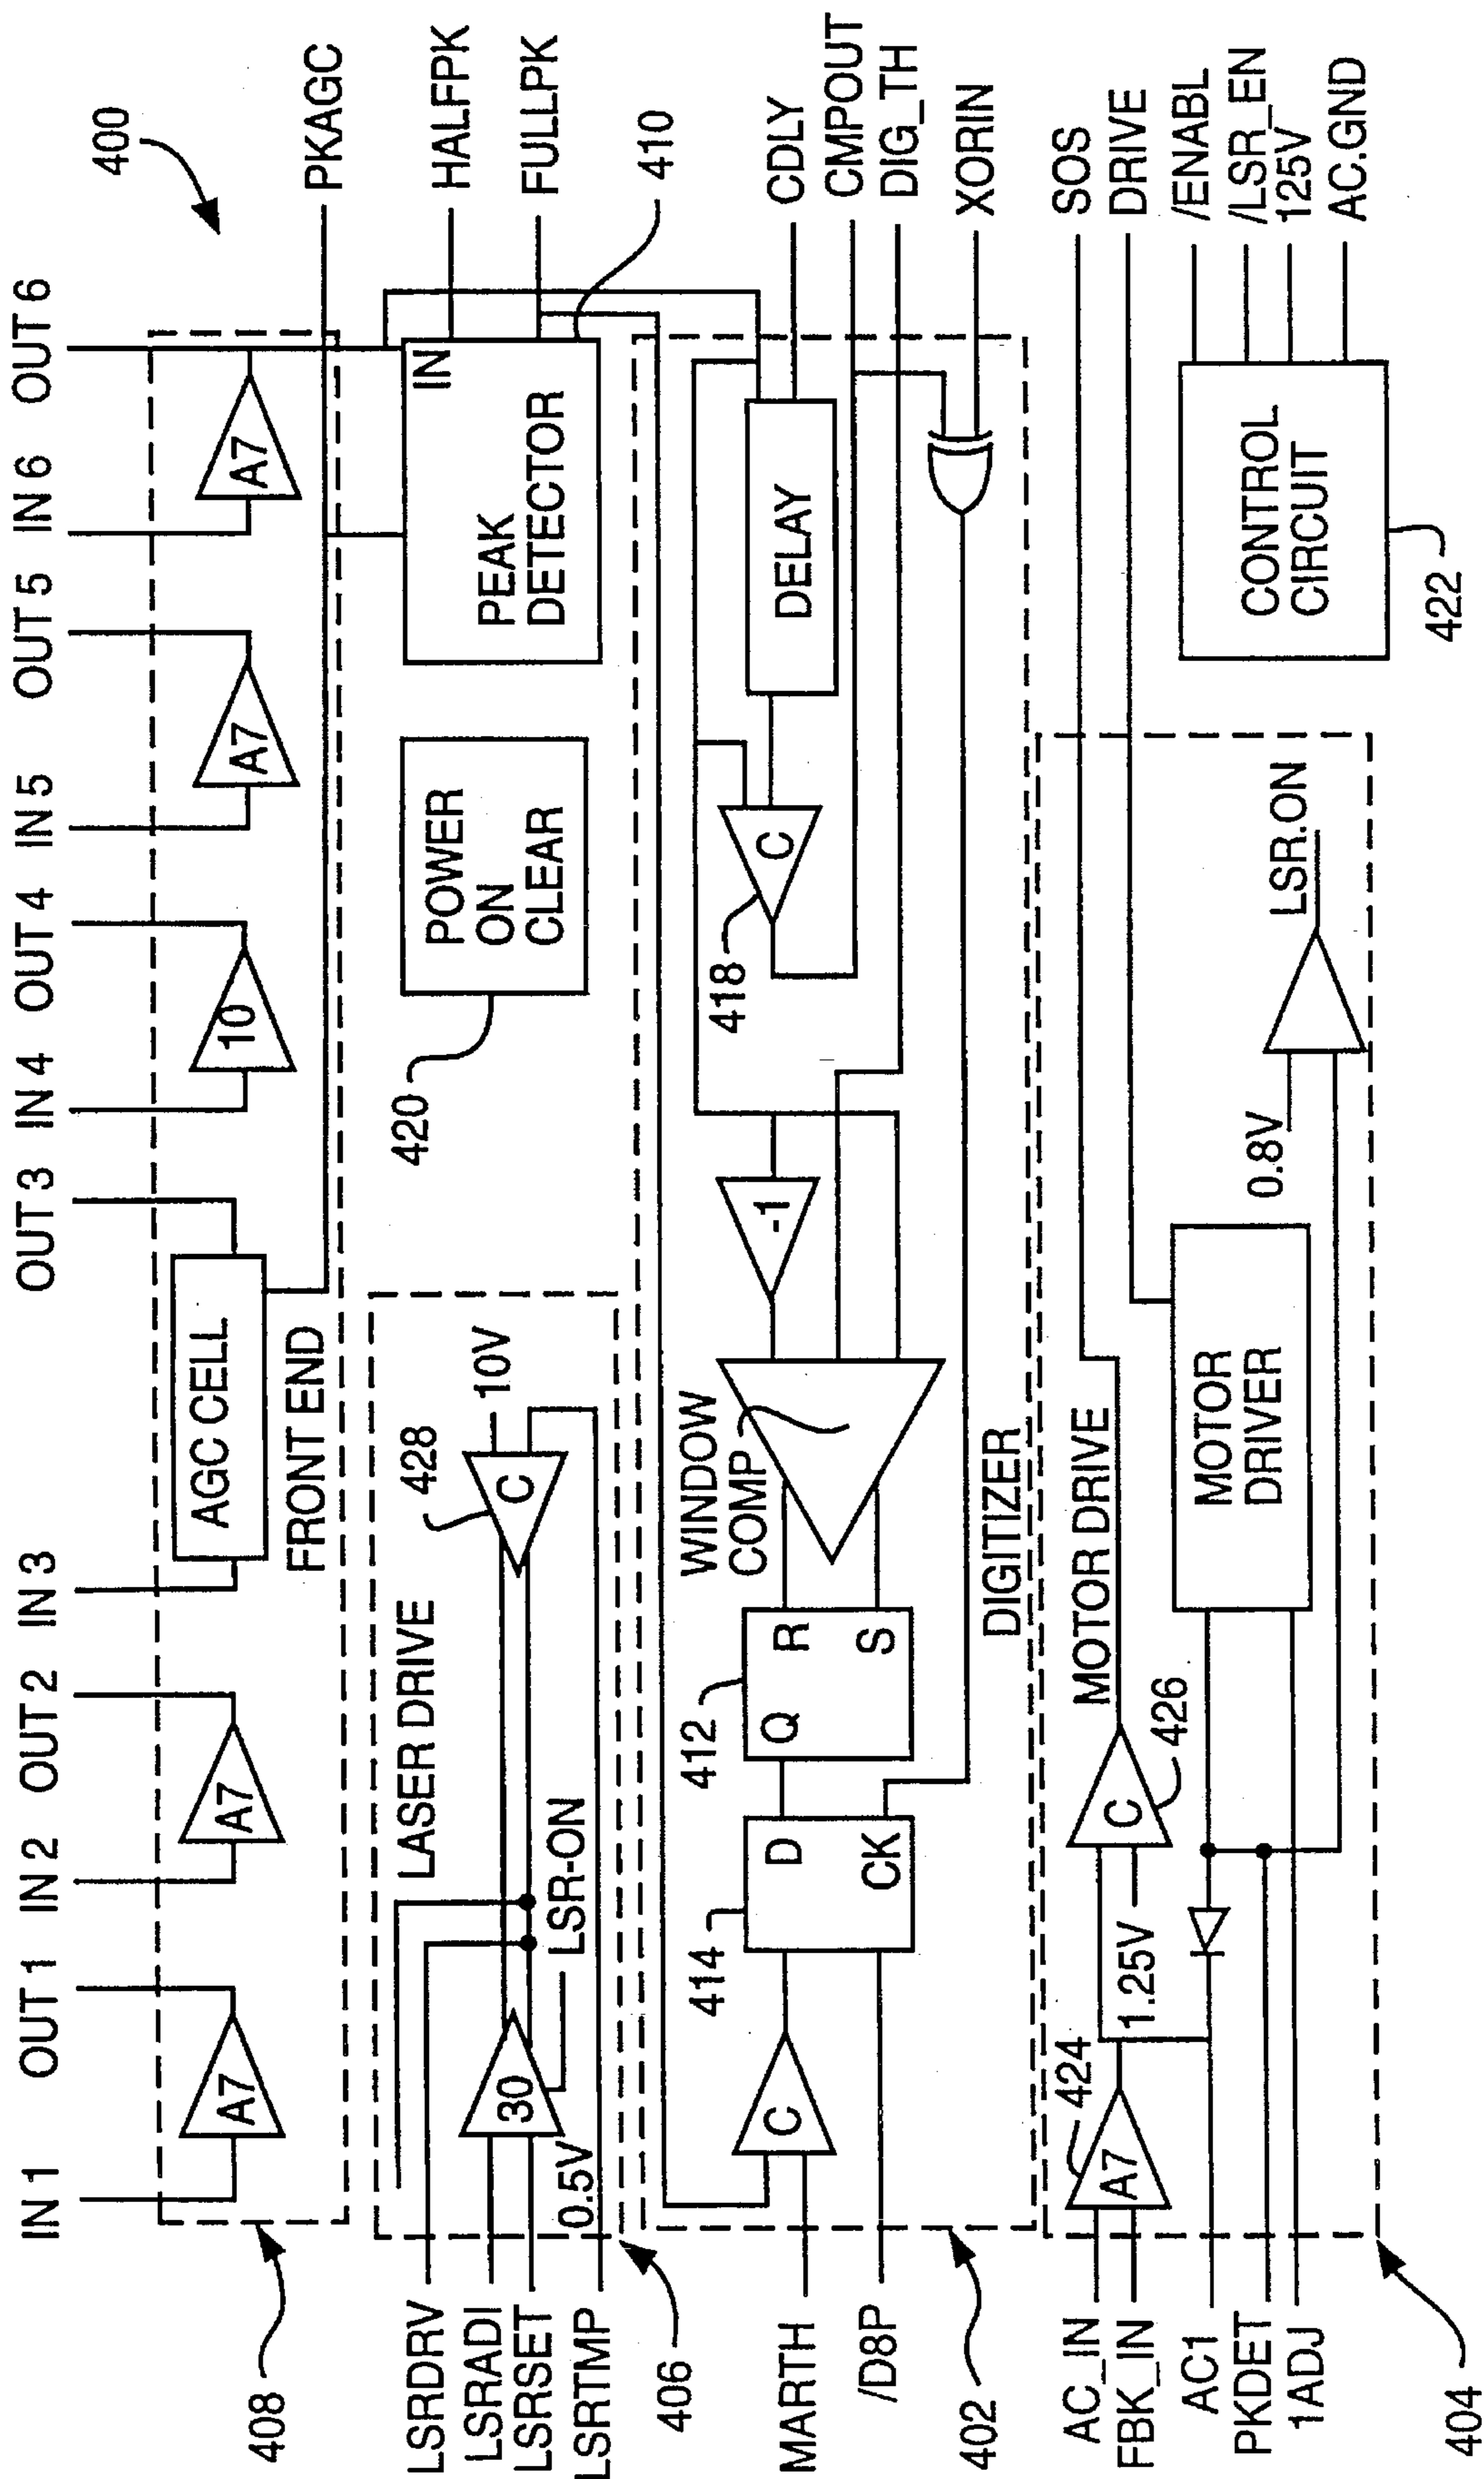 IN 1
OUT 1
IN 2
OUT 2
IN 3
OUT 3
IN 4
OUT 4
IN 5
OUT 5
IN 6
OUT 6
400
A7
A7
AGC CELL
10
A7
A7
408
FRONT END
PKAGC
LASER DRIVE
428
C
10V
30
0.5V
LSR-ON
LSRDRV
LSRADI
LSRSET
LSRTMP
406
POWER
ON
CLEAR
420
IN
PEAK
DETECTOR
HALFPK
FULLPK
410
MARTH
/D8P
C
414
D
CK
412
Q
R
S
WINDOW
COMP
-1
418
C
DELAY
CDLY
CMPOUT
DIG_TH
XORIN
DIGITIZER
402
AC_IN
FBK_IN
AC1
PKDET
1ADJ
424
A7
1.25V
C
426
MOTOR DRIVE
MOTOR
DRIVER
0.8V
LSR.ON
404
SOS
DRIVE
CONTROL
CIRCUIT
422
/ENABL
/LSR_EN
125V
AC.GND